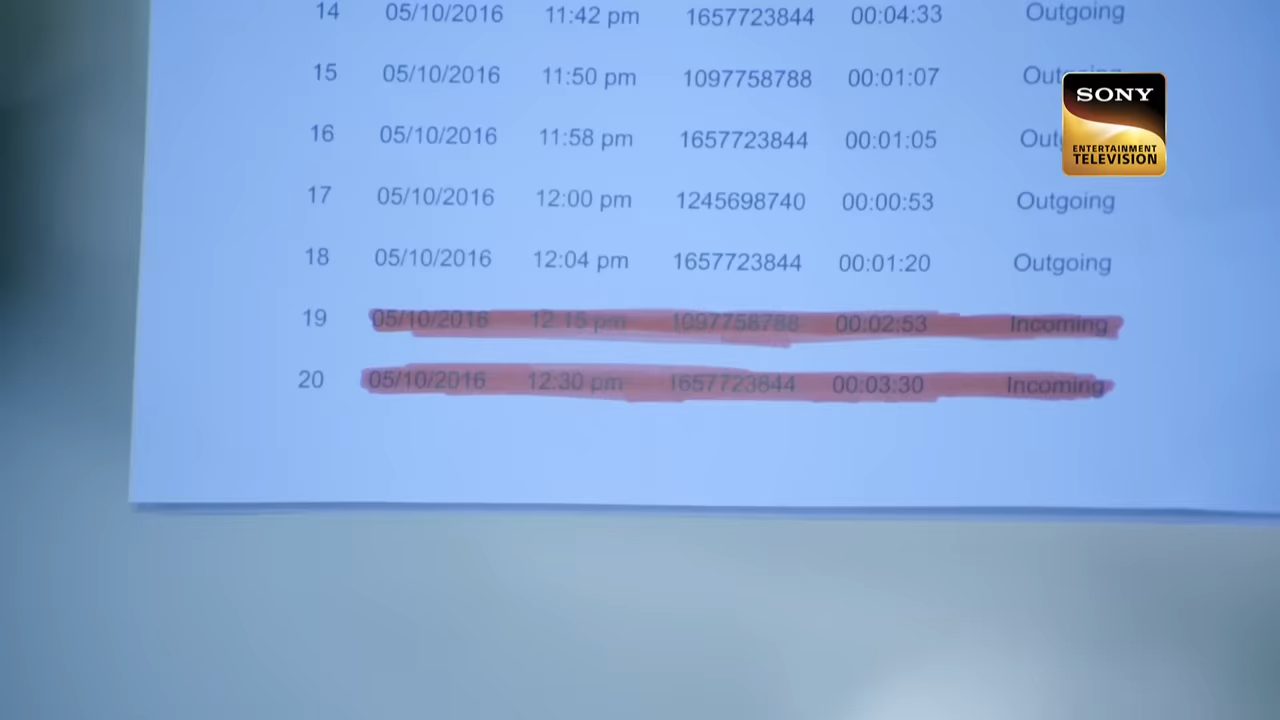 14 05/10/2016 11:42 pm 1657723844 00:04:33 Outgoing
15 05/10/2016 11:50 pm 1097758788 00:01:07 Outgoing
16 05/10/2016 11:58 pm 1657723844 00:01:05 Out
17 05/10/2016 12:00 pm 1245698740 00:00:53 Outgoing
18 05/10/2016 12:04 pm 1657723844 00:01:20 Outgoing
19 05/10/2016 12:15 pm 1097758788 00:02:53 Incoming
20 05/10/2016 12:30 pm 1657723844 00:03:30 Incoming
SONY
ENTERTAINMENT
TELEVISION